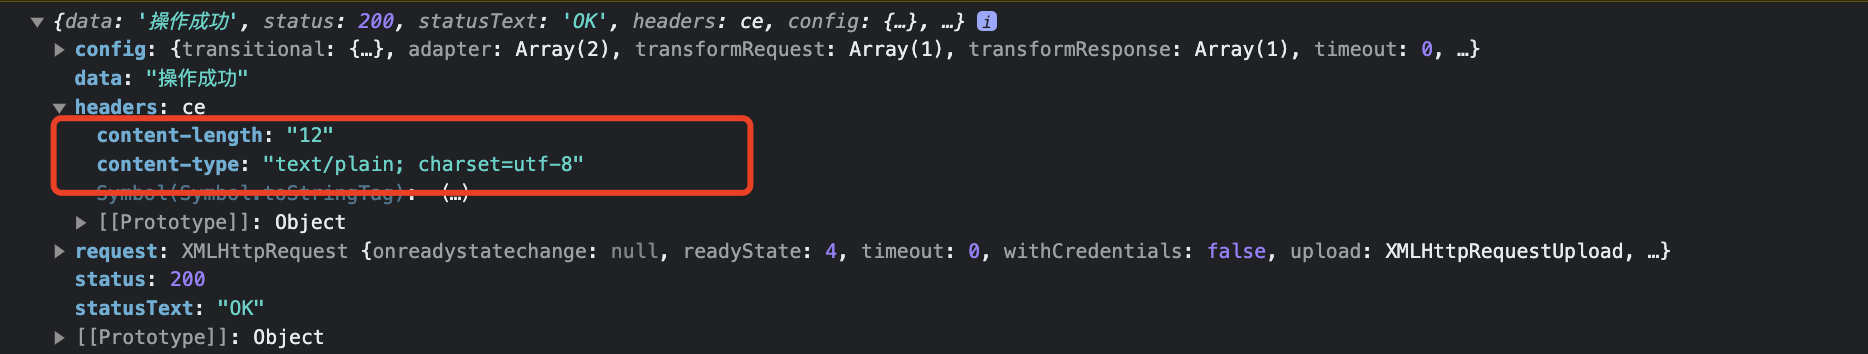 ▼ {data: '操作成功', status: 200, statusText: 'OK', headers: ce, config: {…}, …} i
▶ config: {transitional: {…}, adapter: Array(2), transformRequest: Array(1), transformResponse: Array(1), timeout: 0, …}
data: "操作成功"
▼ headers: ce
content-length: "12"
content-type: "text/plain; charset=utf-8"
Symbol(Symbol.toStringTag): (…)
▶ [[Prototype]]: Object
▶ request: XMLHttpRequest {onreadystatechange: null, readyState: 4, timeout: 0, withCredentials: false, upload: XMLHttpRequestUpload, …}
status: 200
statusText: "OK"
▶ [[Prototype]]: Object